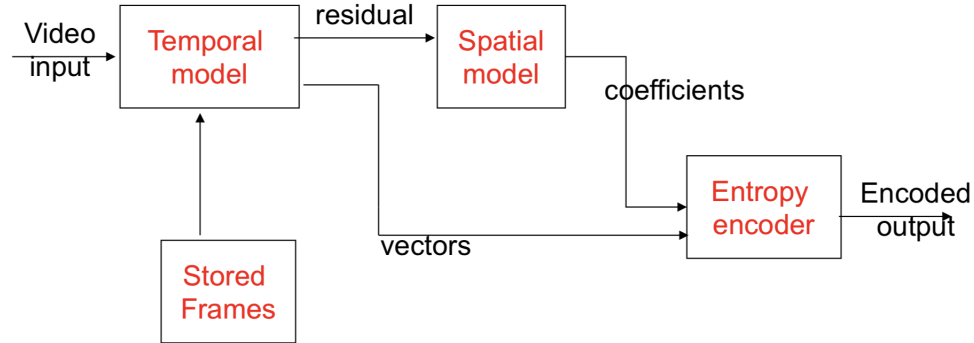 Video
input
Temporal
model
residual
Spatial
model
coefficients
Entropy
encoder
Encoded
output
vectors
Stored
Frames